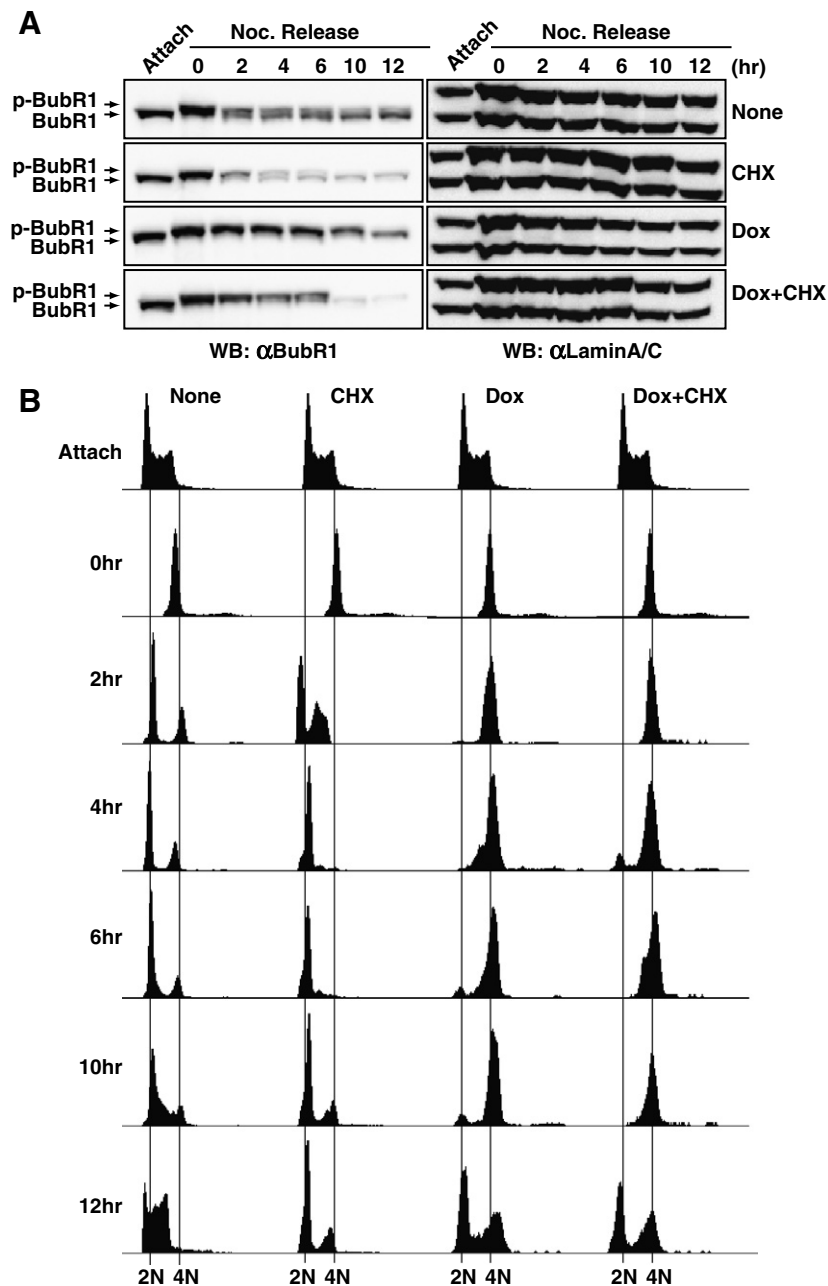 A
Attach
Noc. Release
0 2 4 6 10 12
Attach
Noc. Release
0 2 4 6 10 12 (hr)
p-BubR1
BubR1
None
p-BubR1
BubR1
CHX
p-BubR1
BubR1
Dox
p-BubR1
BubR1
Dox+CHX
WB: αBubR1
WB: αLaminA/C
B
None CHX Dox Dox+CHX
Attach
0hr
2hr
4hr
6hr
10hr
12hr
2N 4N 2N 4N 2N 4N 2N 4N